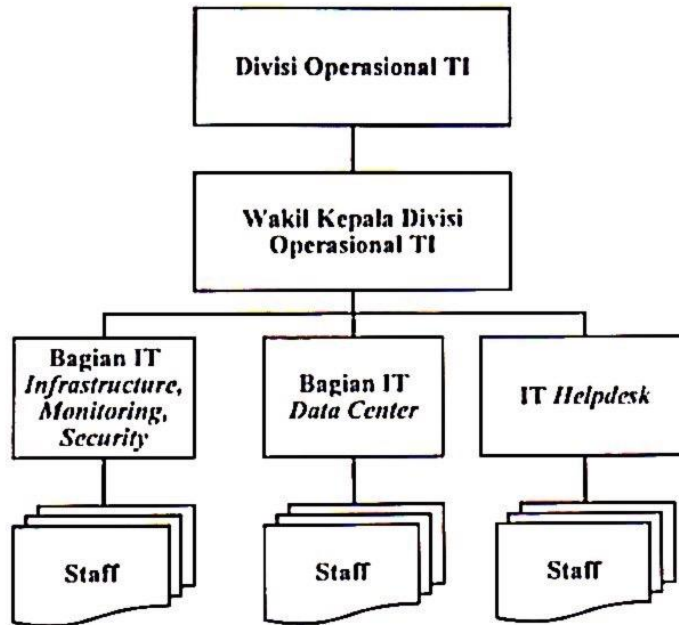 Divisi Operasional TI
Wakil Kepala Divisi
Operasional TI
Bagian IT
Infrastructure,
Monitoring,
Security
Bagian IT
Data Center
IT Helpdesk
Staff
Staff
Staff